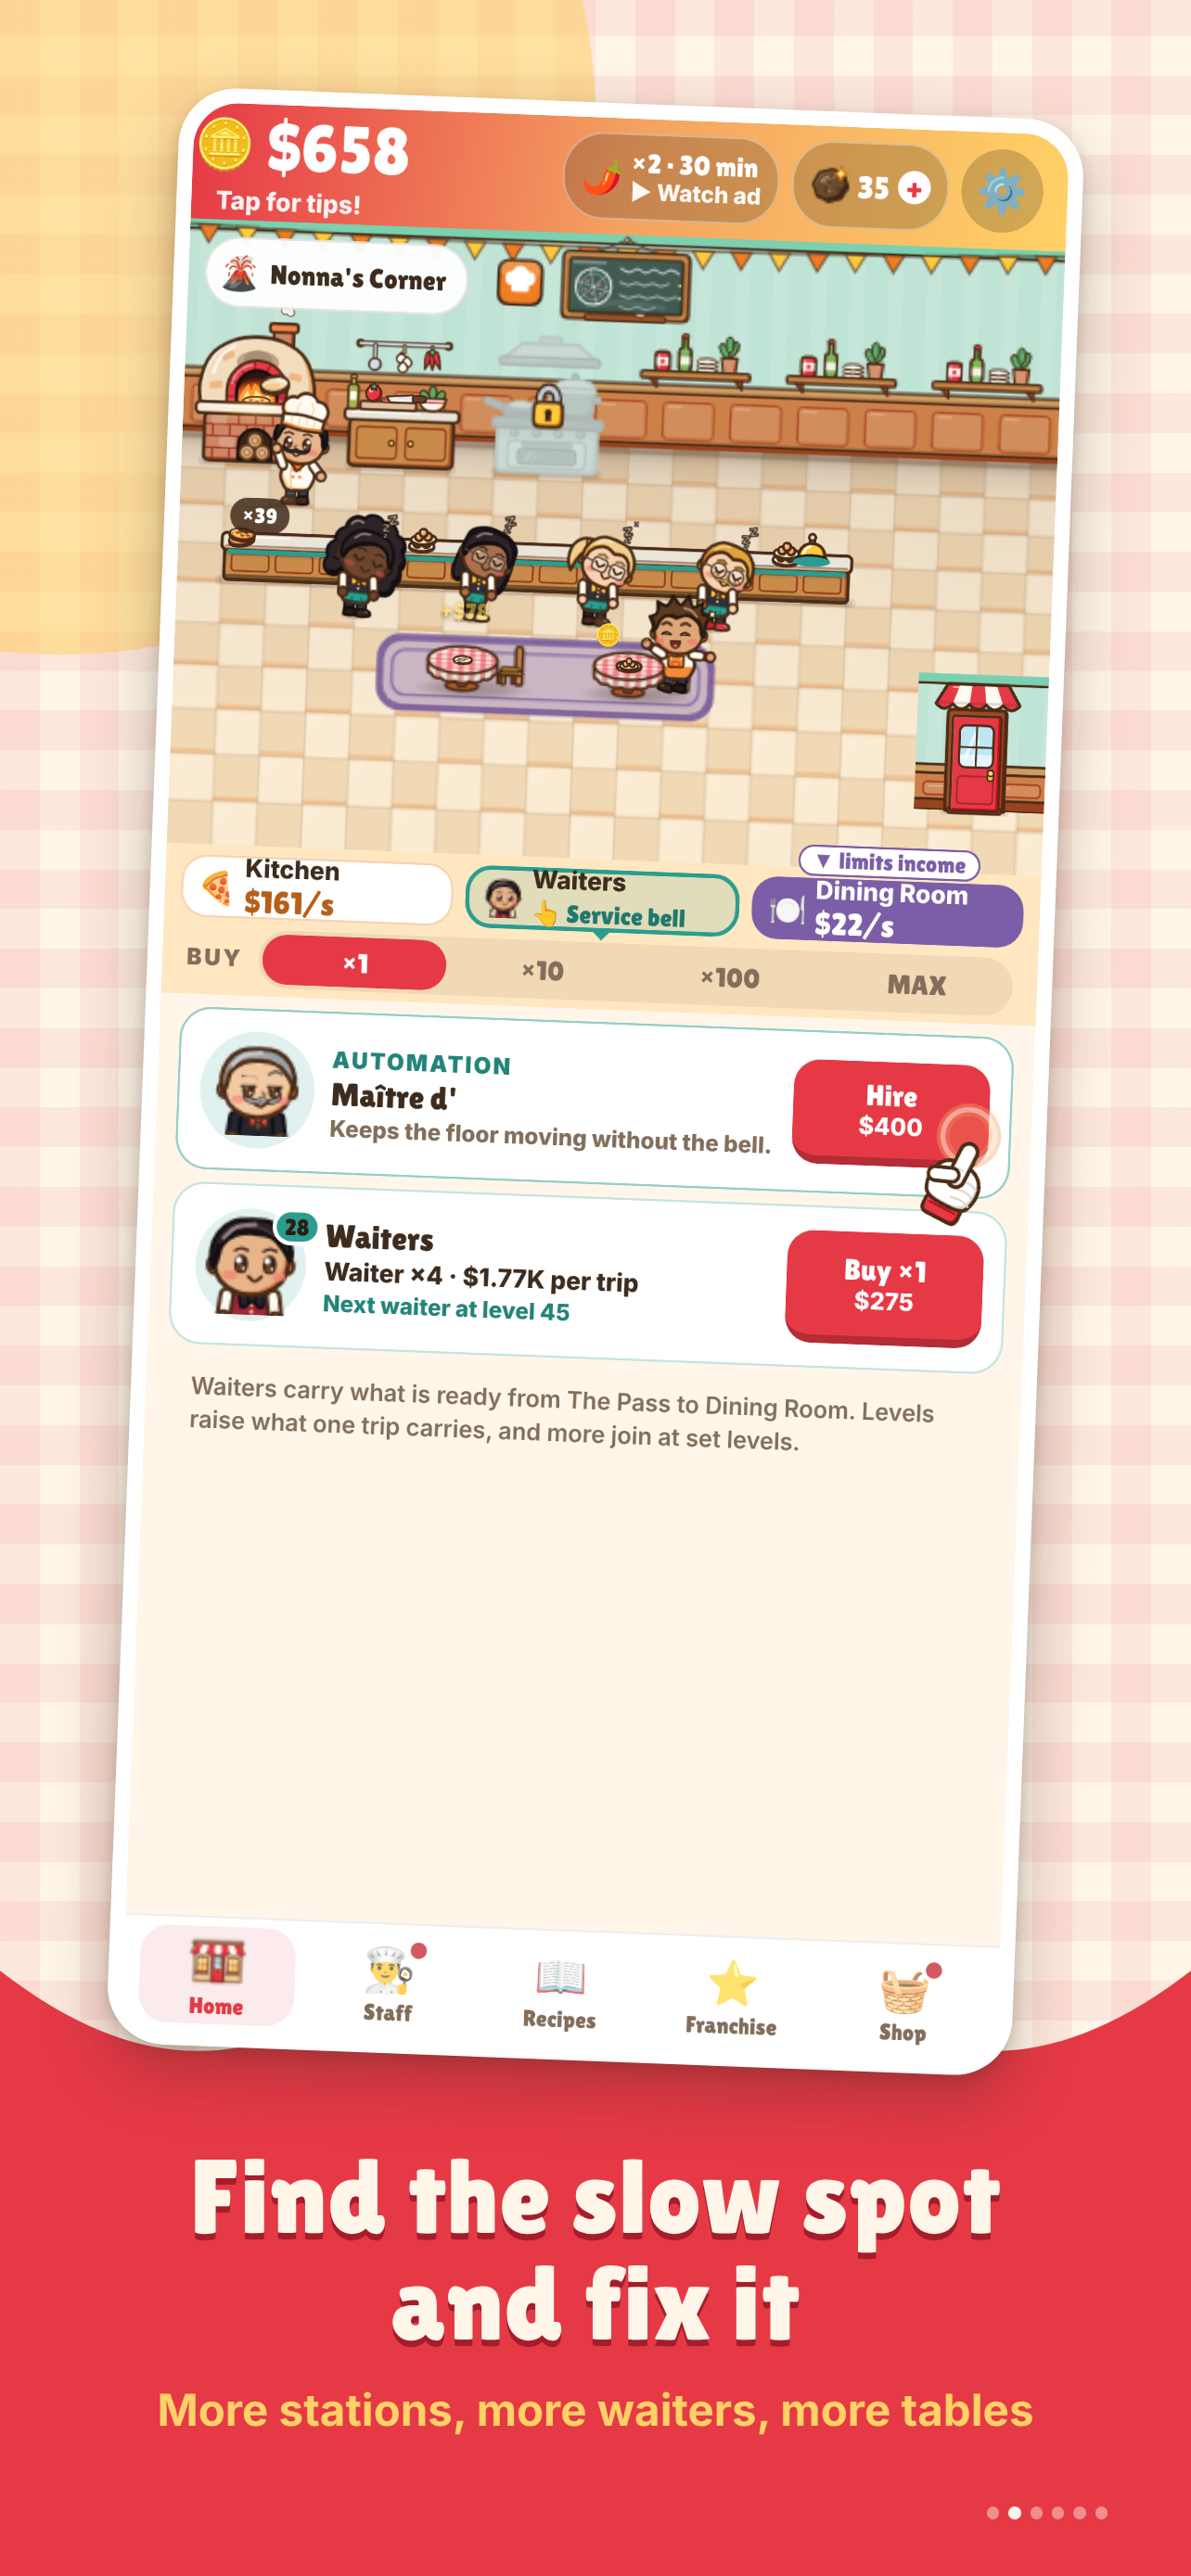 $658
Tap for tips!
×2 · 30 min
▶ Watch ad
35 +
Nonna's Corner
×39
+$78
▼ limits income
Kitchen
$161/s
Waiters
Service bell
Dining Room
$22/s
BUY
×1
×10
×100
MAX
AUTOMATION
Maître d'
Keeps the floor moving without the bell.
Hire
$400
28
Waiters
Waiter ×4 · $1.77K per trip
Next waiter at level 45
Buy ×1
$275
Waiters carry what is ready from The Pass to Dining Room. Levels
raise what one trip carries, and more join at set levels.
Home
Staff
Recipes
Franchise
Shop
Find the slow spot
and fix it
More stations, more waiters, more tables